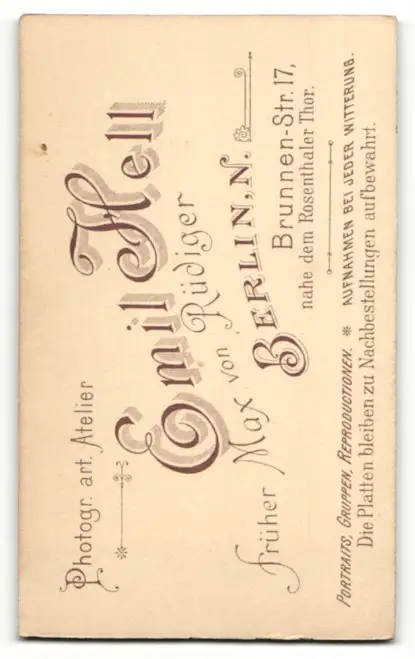 Photogr. art. Atelier
Emil Hell
Früher Max von Rüdiger
BERLIN, N.
Brunnen-Str. 17,
nahe dem Rosenthaler Thor.
PORTRAITS, GRUPPEN, REPRODUCTIONEN. ✻ AUFNAHMEN BEI JEDER WITTERUNG.
Die Platten bleiben zu Nachbestellungen aufbewahrt.